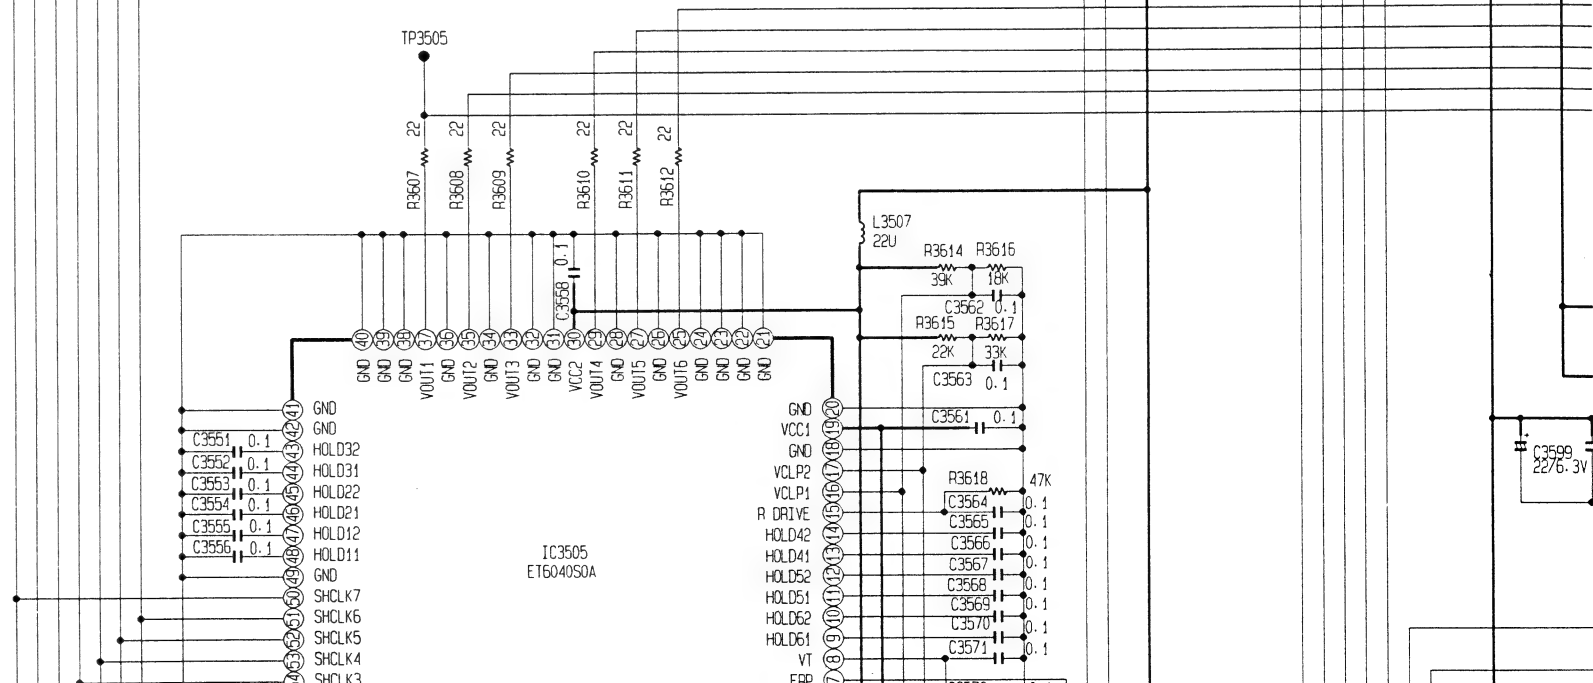 TP3505
22 22 22 22 22 22
R3607 R3608 R3609 R3610 R3611 R3612
L3507
22U
R3614 R3616
39K 18K
C3558 0.1
C3562 0.1
R3615 R3617
22K 33K
C3563 0.1
40 39 38 37 36 35 34 33 32 31 30 29 28 27 26 25 24 23 22 21
GND GND GND VOUT1 GND VOUT2 GND VOUT3 GND GND VCC2 VOUT4 GND VOUT5 GND VOUT6 GND GND GND GND
41 GND
42 GND
C3551 0.1 43 HOLD32
C3552 0.1 44 HOLD31
C3553 0.1 45 HOLD22
C3554 0.1 46 HOLD21
C3555 0.1 47 HOLD12
C3556 0.1 48 HOLD11
49 GND
50 SHCLK7
51 SHCLK6
52 SHCLK5
53 SHCLK4
SHCLK3
IC3505
ET6040S0A
GND 20
VCC1 19 C3561 0.1
GND 18
VCLP2 17
VCLP1 16 R3618 47K
R DRIVE 15 C3564 0.1
HOLD42 14 C3565 0.1
HOLD41 13 C3566 0.1
HOLD52 12 C3567 0.1
HOLD51 11 C3568 0.1
HOLD62 10 C3569 0.1
HOLD61 9 C3570 0.1
VT 8 C3571 0.1
7
C3599
22/6.3V
+